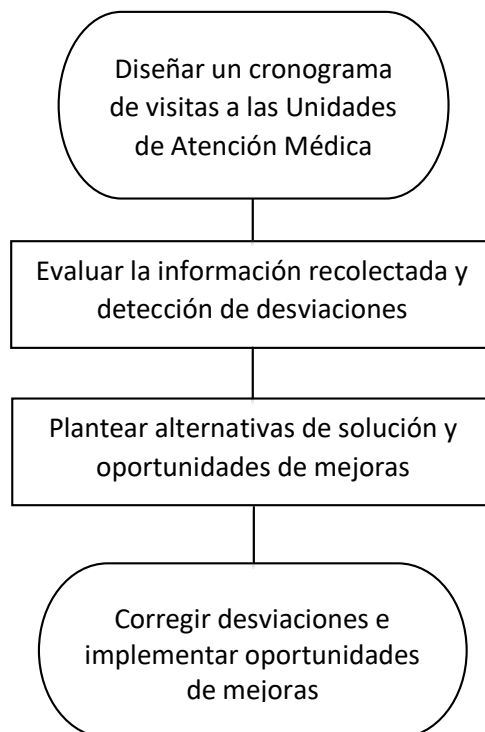 Diseñar un cronograma
de visitas a las Unidades
de Atención Médica
Evaluar la información recolectada y
detección de desviaciones
Plantear alternativas de solución y
oportunidades de mejoras
Corregir desviaciones e
implementar oportunidades
de mejoras